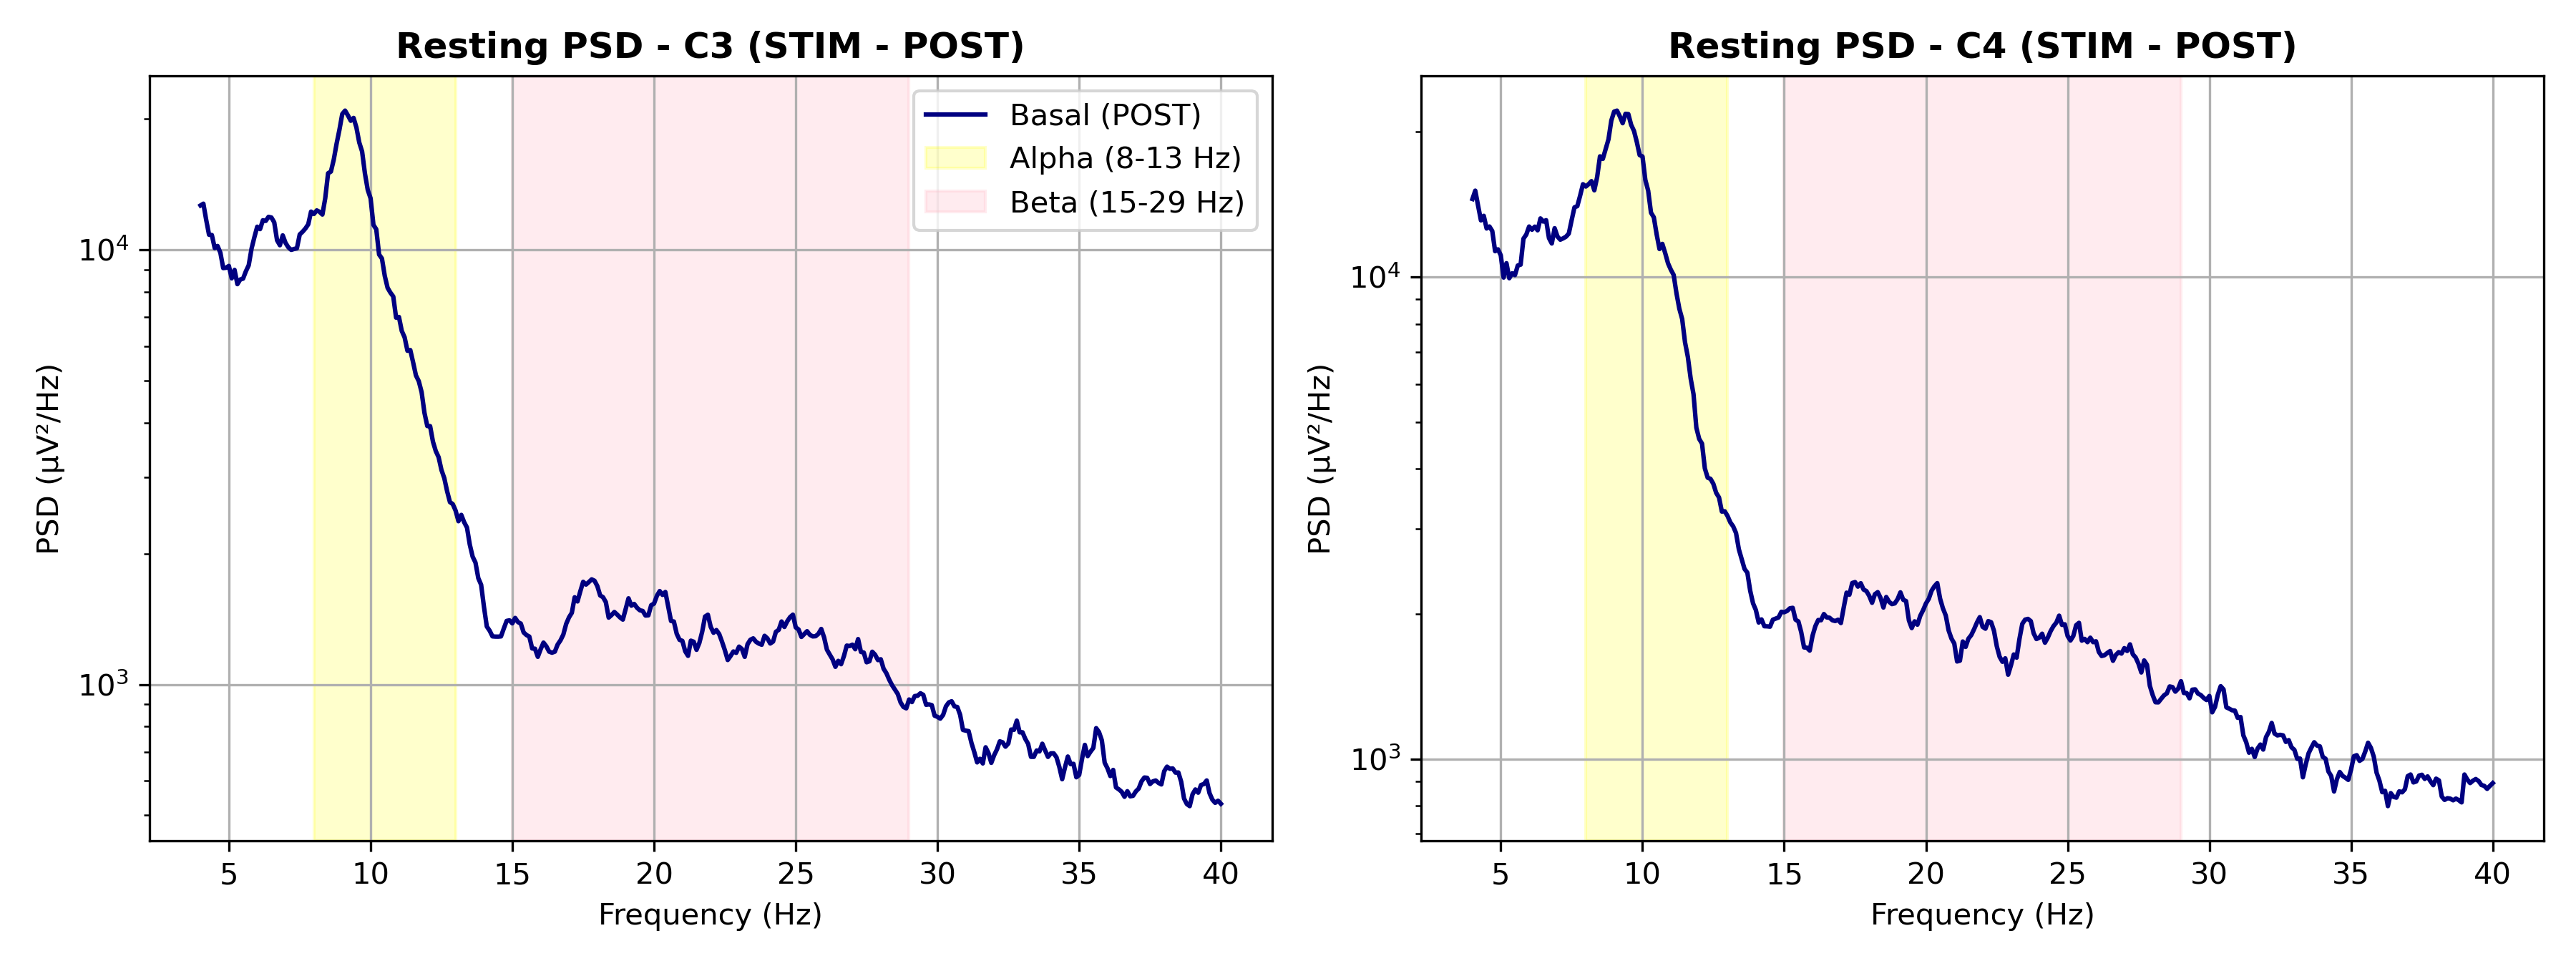 Resting PSD - C3 (STIM - POST)
PSD (µV²/Hz)
10⁴
10³
Basal (POST)
Alpha (8-13 Hz)
Beta (15-29 Hz)
5 10 15 20 25 30 35 40
Frequency (Hz)
Resting PSD - C4 (STIM - POST)
PSD (µV²/Hz)
10⁴
10³
5 10 15 20 25 30 35 40
Frequency (Hz)